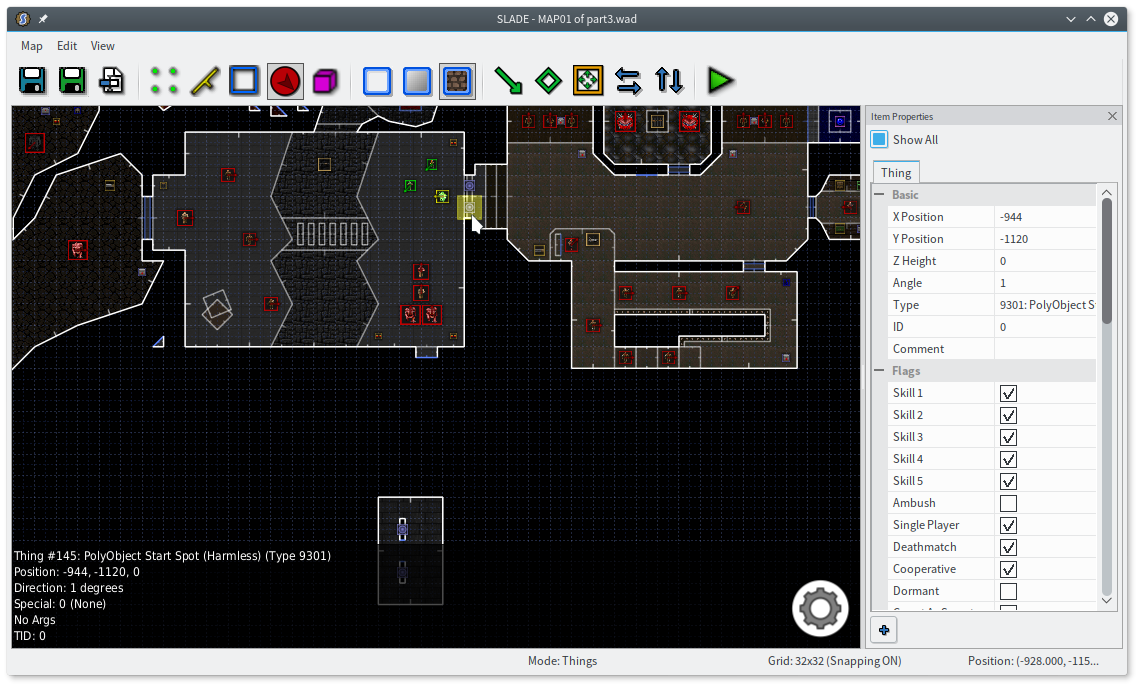 SLADE - MAP01 of part3.wad
Map Edit View
Item Properties
Show All
Thing
Basic
X Position -944
Y Position -1120
Z Height 0
Angle 1
Type 9301: PolyObject S
ID 0
Comment
Flags
Skill 1
Skill 2
Skill 3
Skill 4
Skill 5
Ambush
Single Player
Deathmatch
Cooperative
Dormant
Thing #145: PolyObject Start Spot (Harmless) (Type 9301)
Position: -944, -1120, 0
Direction: 1 degrees
Special: 0 (None)
No Args
TID: 0
Mode: Things Grid: 32x32 (Snapping ON) Position: (-928.000, -115...